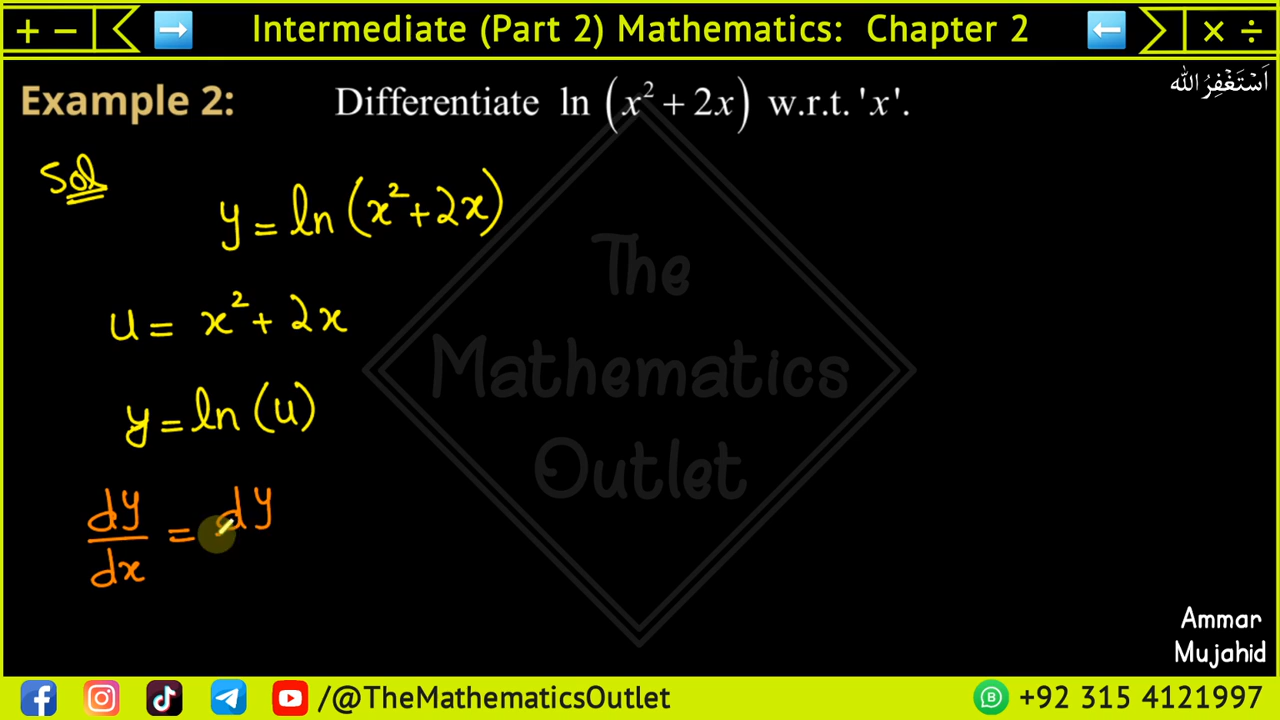 + − Intermediate (Part 2) Mathematics: Chapter 2 × ÷
اَسْتَغْفِرُ اللّٰه
Example 2: Differentiate ln (x² + 2x) w.r.t. 'x'.
Sol
y = ln (x² + 2x)
u = x² + 2x
y = ln (u)
dy/dx = dy
The
Mathematics
Outlet
Ammar
Mujahid
/@TheMathematicsOutlet +92 315 4121997